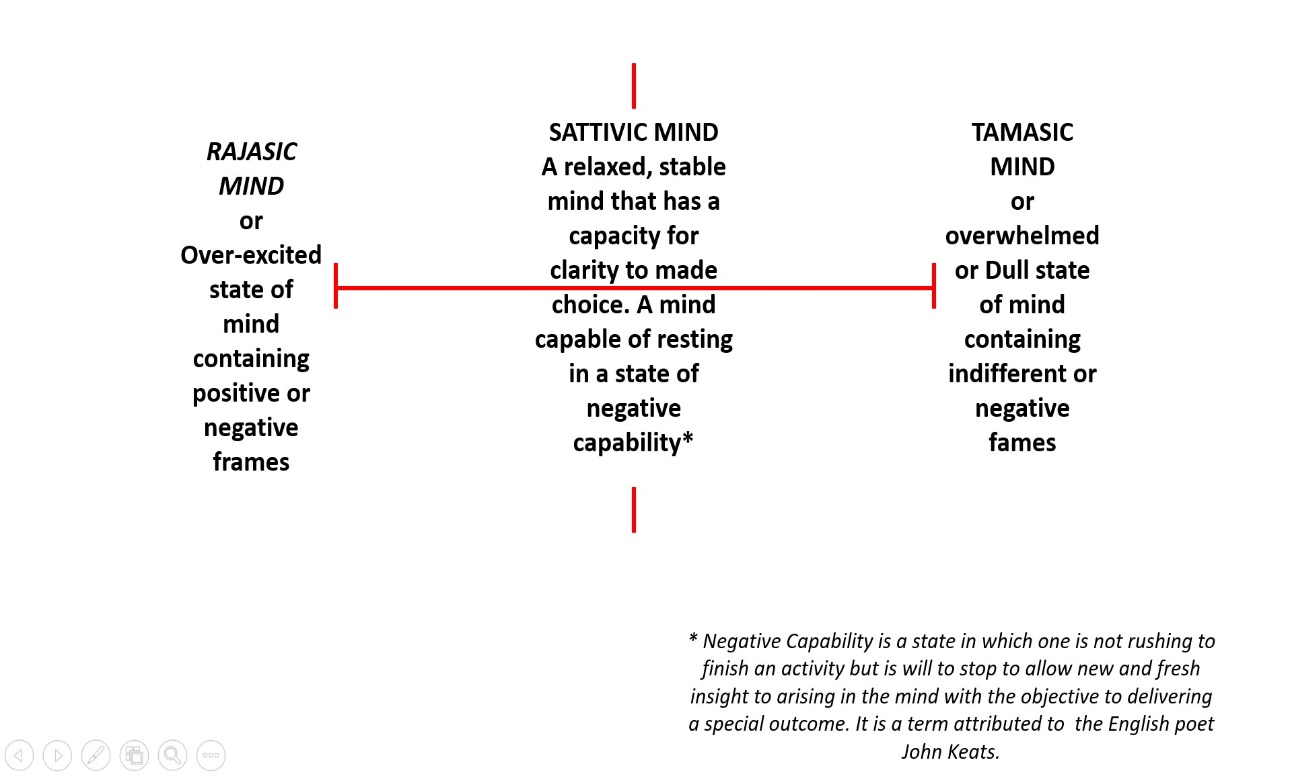 RAJASIC
MIND
or
Over-excited
state of
mind
containing
positive or
negative
frames
SATTIVIC MIND
A relaxed, stable
mind that has a
capacity for
clarity to made
choice. A mind
capable of resting
in a state of
negative
capability*
TAMASIC
MIND
or
overwhelmed
or Dull state
of mind
containing
indifferent or
negative
fames
* Negative Capability is a state in which one is not rushing to
finish an activity but is will to stop to allow new and fresh
insight to arising in the mind with the objective to delivering
a special outcome. It is a term attributed to  the English poet
John Keats.